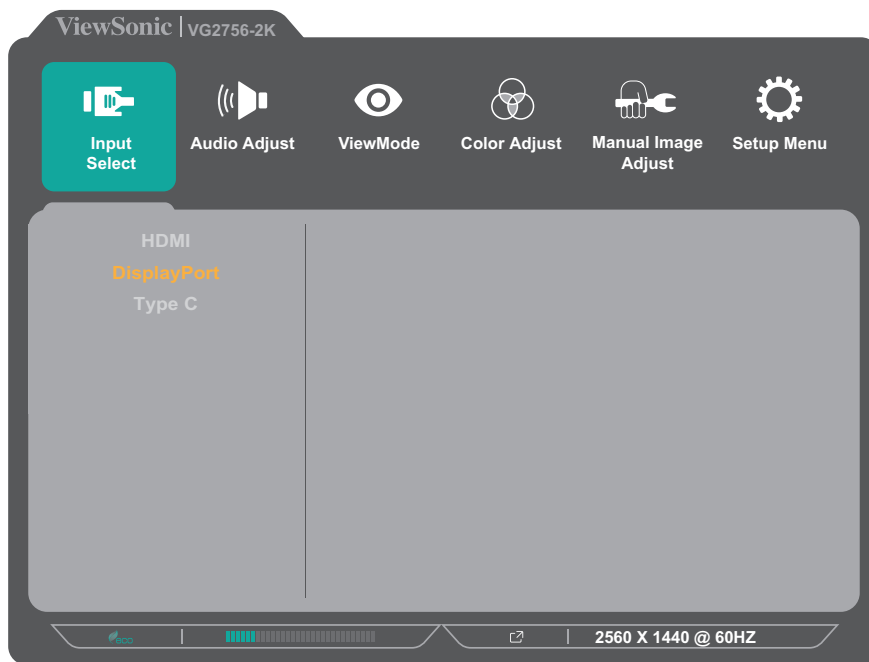 ViewSonic | VG2756-2K
Input Select
Audio Adjust
ViewMode
Color Adjust
Manual Image Adjust
Setup Menu
HDMI
DisplayPort
Type C
eco
2560 X 1440 @ 60HZ